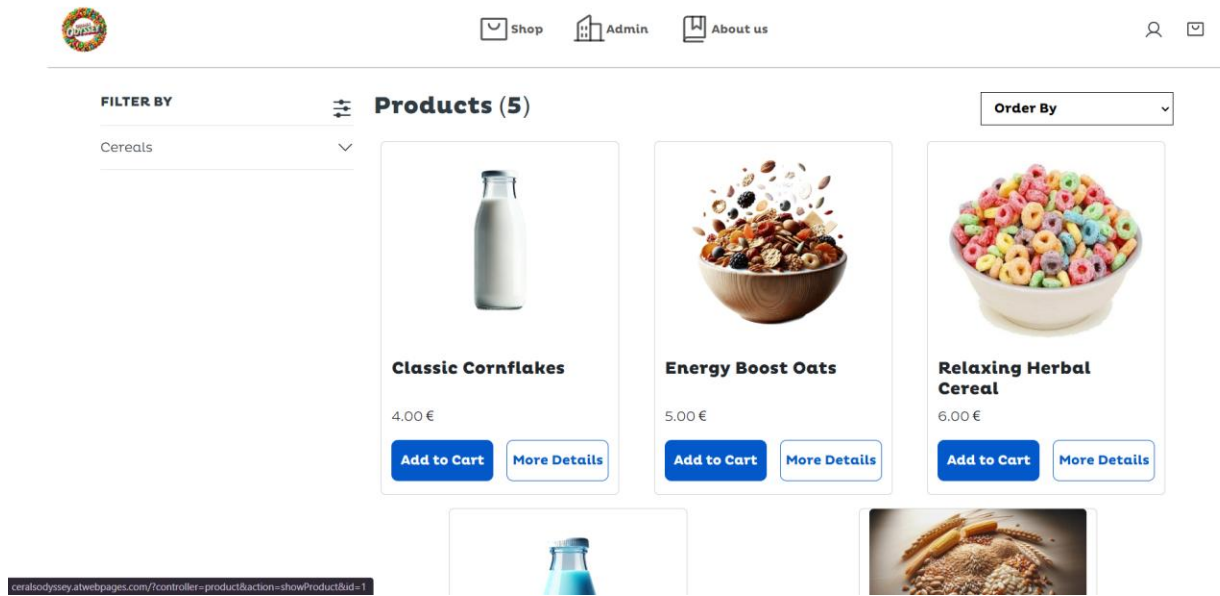 ODYSSEY
Shop
Admin
About us
FILTER BY
Cereals
Products (5)
Order By
Classic Cornflakes
4.00 €
Add to Cart
More Details
Energy Boost Oats
5.00 €
Add to Cart
More Details
Relaxing Herbal
Cereal
6.00 €
Add to Cart
More Details
ceralsodyssey.atwebpages.com/?controller=product&action=showProduct&id=1